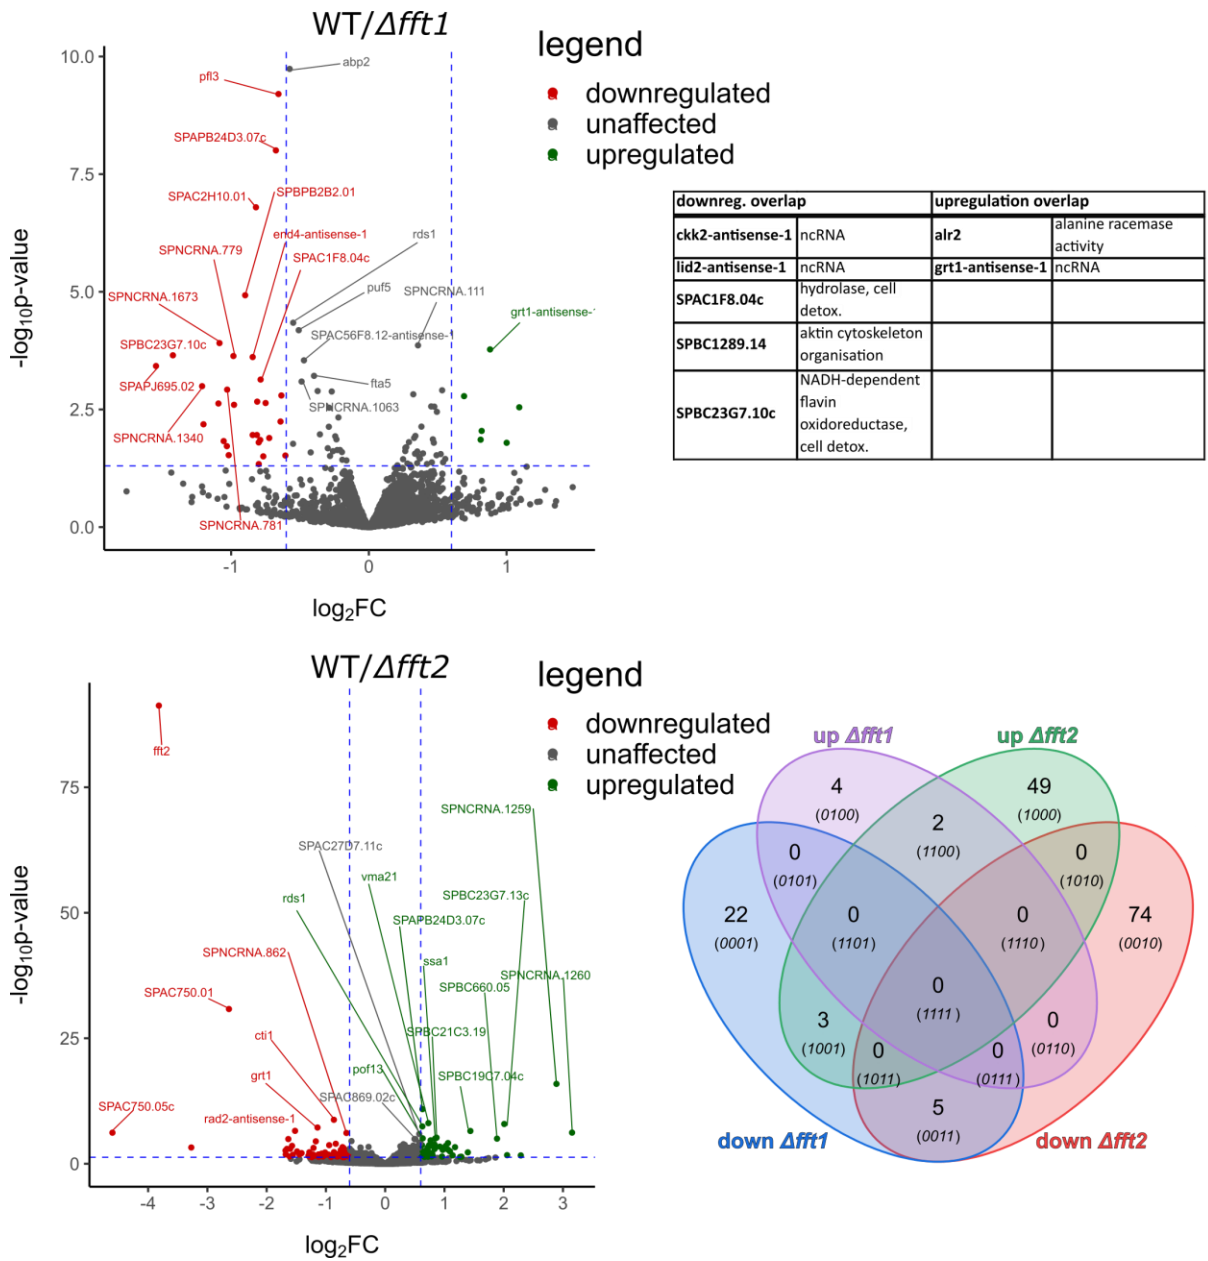 WT/Δfft1
legend
downregulated
unaffected
upregulated
10.0
7.5
5.0
2.5
0.0
-log10p-value
-1
0
1
log2FC
abp2
pfl3
SPAPB24D3.07c
SPAC2H10.01
SPBPB2B2.01
end4-antisense-1
SPNCRNA.779
SPAC1F8.04c
rds1
puf5
SPNCRNA.111
SPNCRNA.1673
grt1-antisense-
SPAC56F8.12-antisense-1
SPBC23G7.10c
SPAPJ695.02
fta5
SPNCRNA.1063
SPNCRNA.1340
SPNCRNA.781
downreg. overlap
upregulation overlap
ckk2-antisense-1
ncRNA
alr2
alanine racemase
activity
lid2-antisense-1
ncRNA
grt1-antisense-1
ncRNA
SPAC1F8.04c
hydrolase, cell
detox.
SPBC1289.14
aktin cytoskeleton
organisation
SPBC23G7.10c
NADH-dependent
flavin
oxidoreductase,
cell detox.
WT/Δfft2
legend
downregulated
unaffected
upregulated
75
50
25
0
-log10p-value
-4
-3
-2
-1
0
1
2
3
log2FC
fft2
SPNCRNA.1259
SPAC27D7.11c
vma21
rds1
SPBC23G7.13c
SPAPB24D3.07c
SPNCRNA.862
ssa1
SPNCRNA.1260
SPBC660.05
SPAC750.01
cti1
SPBC21C3.19
grt1
pof13
SPBC19C7.04c
SPAC869.02c
SPAC750.05c
rad2-antisense-1
up Δfft1
up Δfft2
4
(0100)
49
(1000)
2
(1100)
0
(0101)
0
(1010)
22
(0001)
0
(1101)
0
(1110)
74
(0010)
0
(1111)
3
(1001)
0
(0110)
0
(1011)
0
(0111)
5
(0011)
down Δfft1
down Δfft2